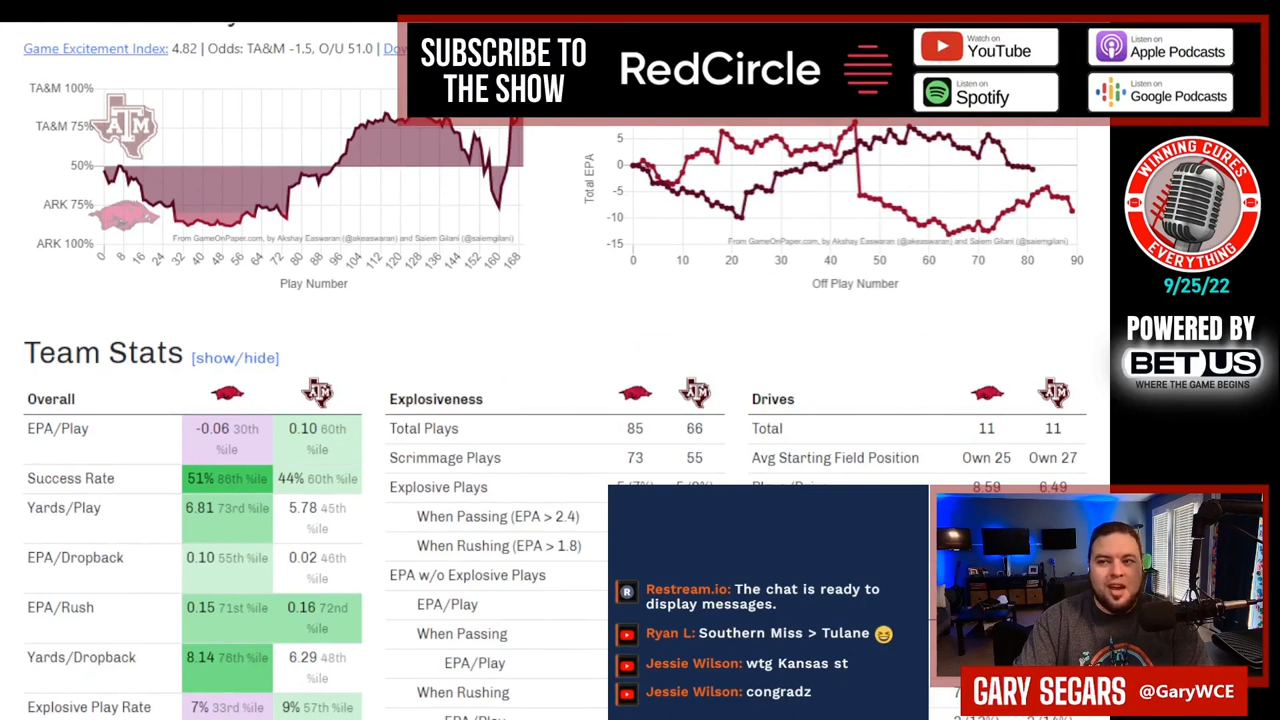 Game Excitement Index: 4.82 | Odds: TA&M -1.5, O/U 51.0
SUBSCRIBE TO
THE SHOW
RedCircle
Watch on
YouTube
Listen on
Apple Podcasts
Listen on
Spotify
Listen on
Google Podcasts
TA&M 100%
TA&M 75%
50%
ARK 75%
ARK 100%
From GameOnPaper.com, by Akshay Easwaran (@akeaswaran) and Saiem Gilani (@saiemgilani)
0 8 16 24 32 40 48 56 64 72 80 88 96 104 112 120 128 136 144 152 160 168
Play Number
Total EPA
5
0
-5
-10
-15
From GameOnPaper.com, by Akshay Easwaran (@akeaswaran) and Saiem Gilani (@saiemgilani)
0 10 20 30 40 50 60 70 80 90
Off Play Number
WINNING CURES
EVERYTHING
9/25/22
POWERED BY
BETUS
WHERE THE GAME BEGINS
Team Stats [show/hide]
Overall
EPA/Play -0.06 30th %ile 0.10 60th %ile
Success Rate 51% 86th %ile 44% 60th %ile
Yards/Play 6.81 73rd %ile 5.78 45th %ile
EPA/Dropback 0.10 55th %ile 0.02 46th %ile
EPA/Rush 0.15 71st %ile 0.16 72nd %ile
Yards/Dropback 8.14 76th %ile 6.29 48th %ile
Explosive Play Rate 7% 33rd %ile 9% 57th %ile
Explosiveness
Total Plays 85 66
Scrimmage Plays 73 55
Explosive Plays
When Passing (EPA > 2.4)
When Rushing (EPA > 1.8)
EPA w/o Explosive Plays
EPA/Play
When Passing
EPA/Play
When Rushing
Drives
Total 11 11
Avg Starting Field Position Own 25 Own 27
8.59 6.49
Restream.io: The chat is ready to
display messages.
Ryan L: Southern Miss > Tulane 😆
Jessie Wilson: wtg Kansas st
Jessie Wilson: congradz
GARY SEGARS @GaryWCE